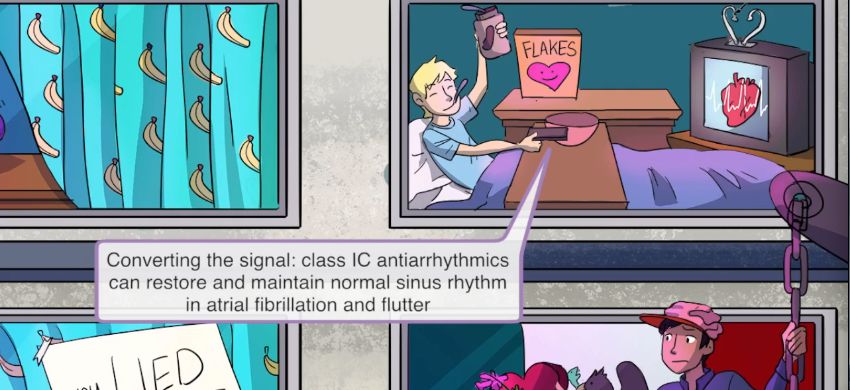 FLAKES
Converting the signal: class IC antiarrhythmics
can restore and maintain normal sinus rhythm
in atrial fibrillation and flutter
LIED